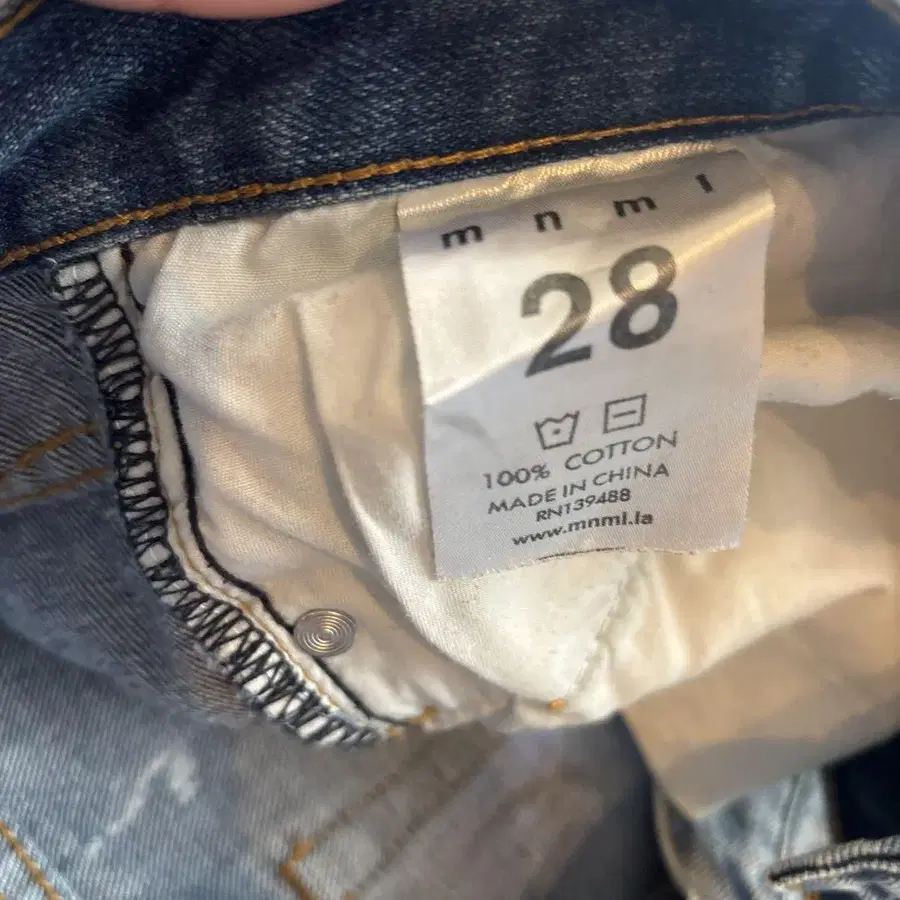 m n m l
28
100% COTTON
MADE IN CHINA
RN139488
www.mnml.la